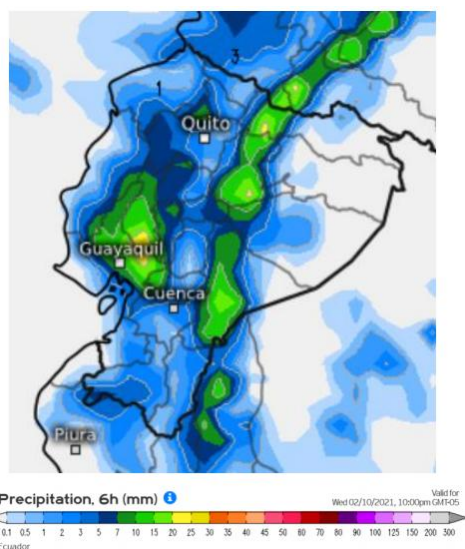 3
1
Quito
Guayaquil
Cuenca
Piura
Precipitation, 6h (mm) i
Valid for
Wed 02/10/2021, 10:00pm GMT-05
0.1 0.5 1 2 3 5 7 10 15 20 25 30 35 40 45 50 60 70 80 90 100 125 150 200 300
Ecuador